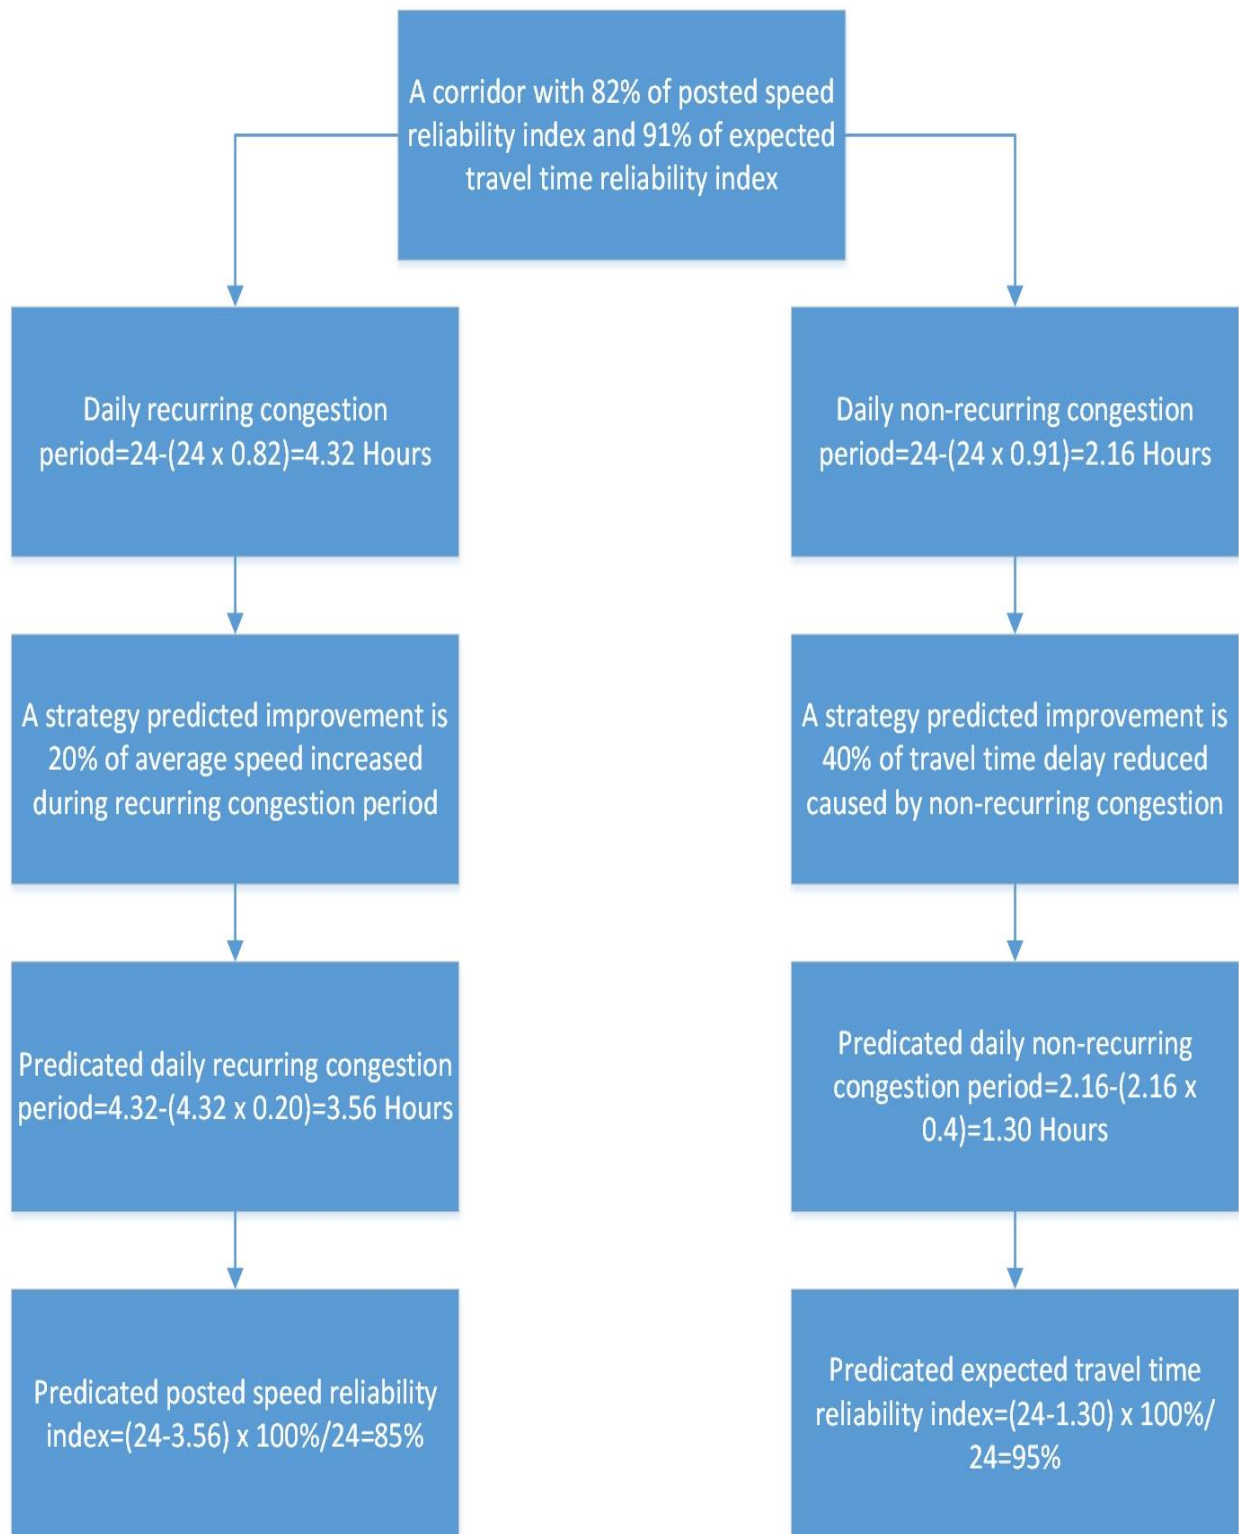 A corridor with 82% of posted speed
reliability index and 91% of expected
travel time reliability index
Daily recurring congestion
period=24-(24 x 0.82)=4.32 Hours
Daily non-recurring congestion
period=24-(24 x 0.91)=2.16 Hours
A strategy predicted improvement is
20% of average speed increased
during recurring congestion period
A strategy predicted improvement is
40% of travel time delay reduced
caused by non-recurring congestion
Predicated daily recurring congestion
period=4.32-(4.32 x 0.20)=3.56 Hours
Predicated daily non-recurring
congestion period=2.16-(2.16 x
0.4)=1.30 Hours
Predicated posted speed reliability
index=(24-3.56) x 100%/24=85%
Predicated expected travel time
reliability index=(24-1.30) x 100%/
24=95%